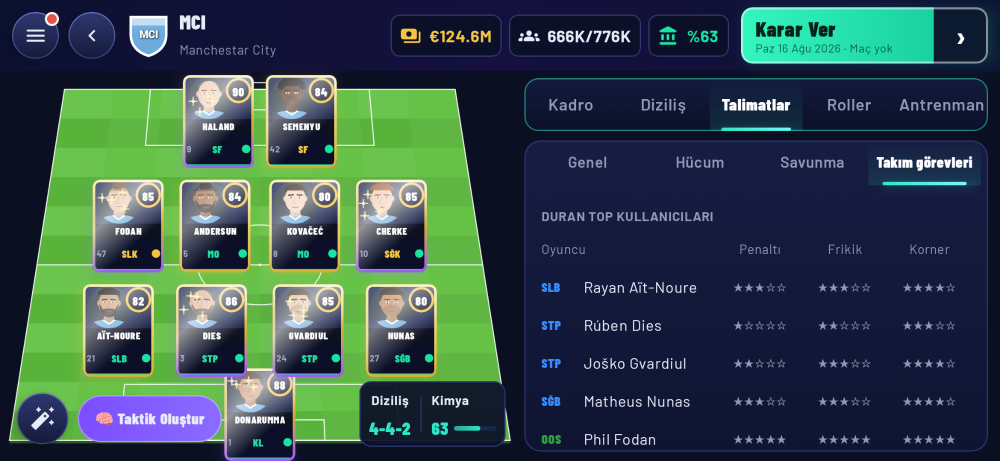 MCI
MCI
Manchestar City
€124.6M
666K/776K
%63
Karar Ver
Paz 16 Ağu 2026 · Maç yok
Kadro
Diziliş
Talimatlar
Roller
Antrenman
90
HALAND
9 SF
84
SEMENYU
42 SF
85
FODAN
47 SLK
84
ANDERSUN
5 MO
80
KOVAČEĆ
8 MO
85
CHERKE
10 SĞK
82
AÏT-NOURE
21 SLB
86
DIES
3 STP
85
GVARDIUL
24 STP
80
NUNAS
27 SĞB
88
DONARUMMA
1 KL
Taktik Oluştur
Diziliş
4-4-2
Kimya
63
Genel
Hücum
Savunma
Takım görevleri
DURAN TOP KULLANICILARI
Oyuncu Penaltı Frikik Korner
SLB Rayan Aït-Noure ★★★☆☆ ★★★☆☆ ★★★★☆
STP Rúben Dies ★☆☆☆☆ ★★☆☆☆ ★★★☆☆
STP Joško Gvardiul ★★☆☆☆ ★★☆☆☆ ★★★☆☆
SĞB Matheus Nunas ★★★☆☆ ★★★☆☆ ★★★★☆
OOS Phil Fodan ★★★★★ ★★★★★ ★★★★★